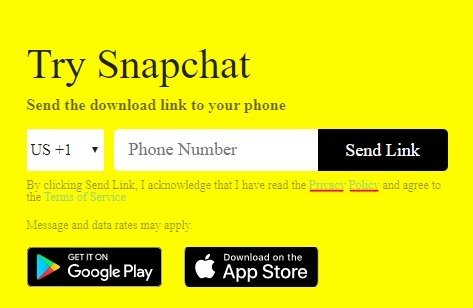 Try Snapchat
Send the download link to your phone
US +1 Phone Number Send Link
By clicking Send Link, I acknowledge that I have read the Privacy Policy and agree to
the Terms of Service
Message and data rates may apply.
GET IT ON Download on the
Google Play App Store